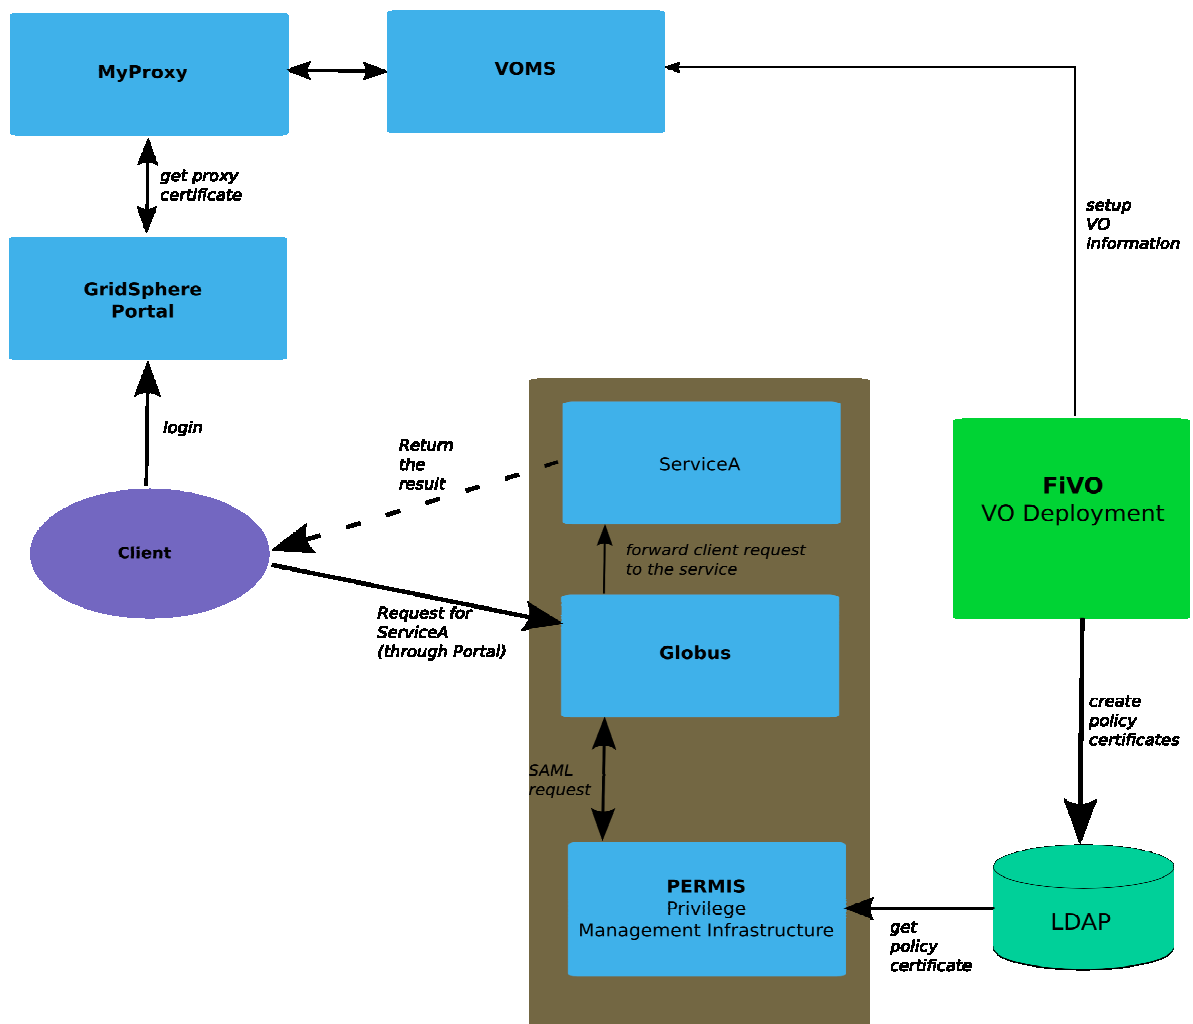 MyProxy
VOMS
get proxy
certificate
setup
VO
information
GridSphere
Portal
login
Return
the
result
ServiceA
FiVO
VO Deployment
Client
forward client request
to the service
Request for
ServiceA
(through Portal)
Globus
create
policy
certificates
SAML
request
PERMIS
Privilege
Management Infrastructure
LDAP
get
policy
certificate